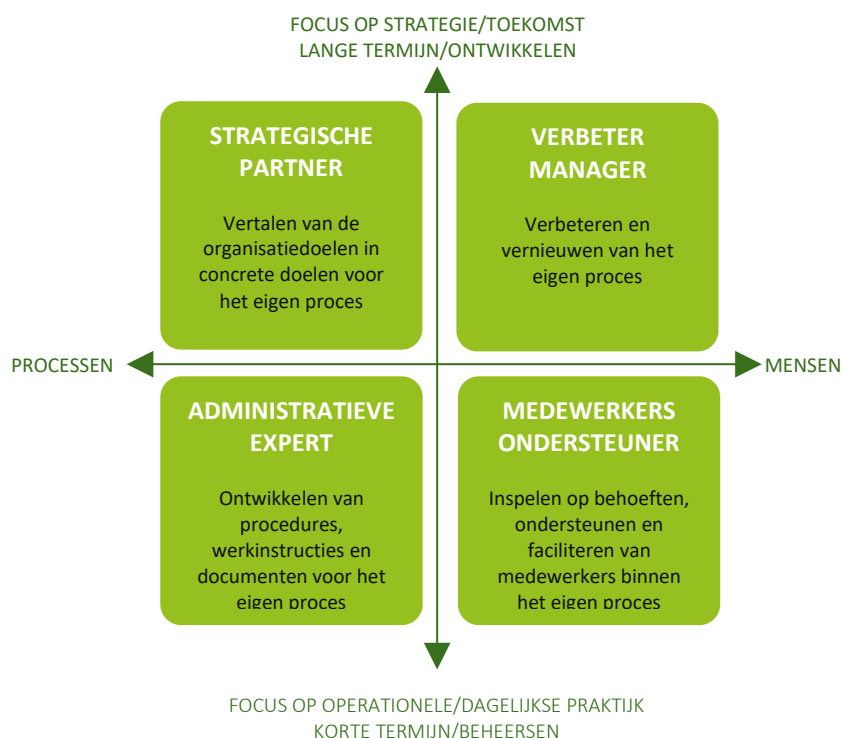 FOCUS OP STRATEGIE/TOEKOMST
LANGE TERMIJN/ONTWIKKELEN
STRATEGISCHE
PARTNER
Vertalen van de
organisatiedoelen in
concrete doelen voor
het eigen proces
VERBETER
MANAGER
Verbeteren en
vernieuwen van het
eigen proces
PROCESSEN
MENSEN
ADMINISTRATIEVE
EXPERT
Ontwikkelen van
procedures,
werkinstructies en
documenten voor het
eigen proces
MEDEWERKERS
ONDERSTEUNER
Inspelen op behoeften,
ondersteunen en
faciliteren van
medewerkers binnen
het eigen proces
FOCUS OP OPERATIONELE/DAGELIJKSE PRAKTIJK
KORTE TERMIJN/BEHEERSEN